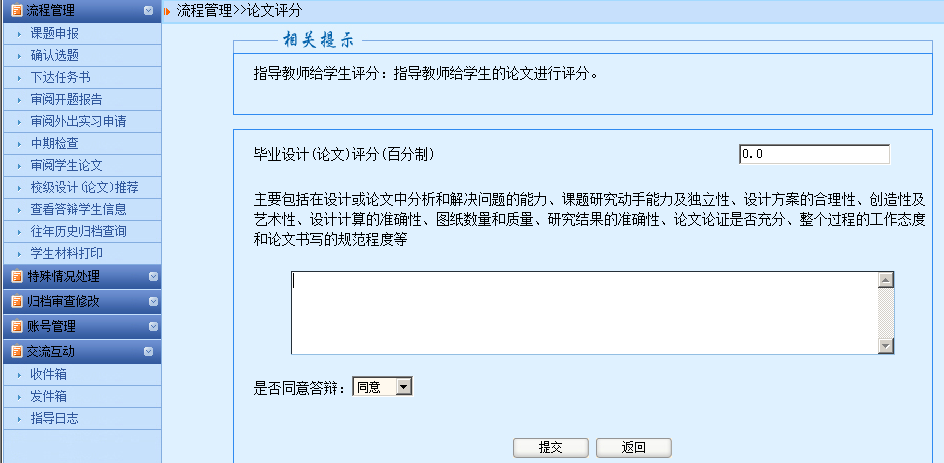 流程管理
课题申报
确认选题
下达任务书
审阅开题报告
审阅外出实习申请
中期检查
审阅学生论文
校级设计(论文)推荐
查看答辩学生信息
往年历史归档查询
学生材料打印
特殊情况处理
归档审查修改
账号管理
交流互动
收件箱
发件箱
指导日志
流程管理>>论文评分
相关提示
指导教师给学生评分：指导教师给学生的论文进行评分。
毕业设计(论文)评分(百分制)
0.0
主要包括在设计或论文中分析和解决问题的能力、课题研究动手能力及独立性、设计方案的合理性、创造性及
艺术性、设计计算的准确性、图纸数量和质量、研究结果的准确性、论文论证是否充分、整个过程的工作态度
和论文书写的规范程度等
是否同意答辩：同意
提交 返回